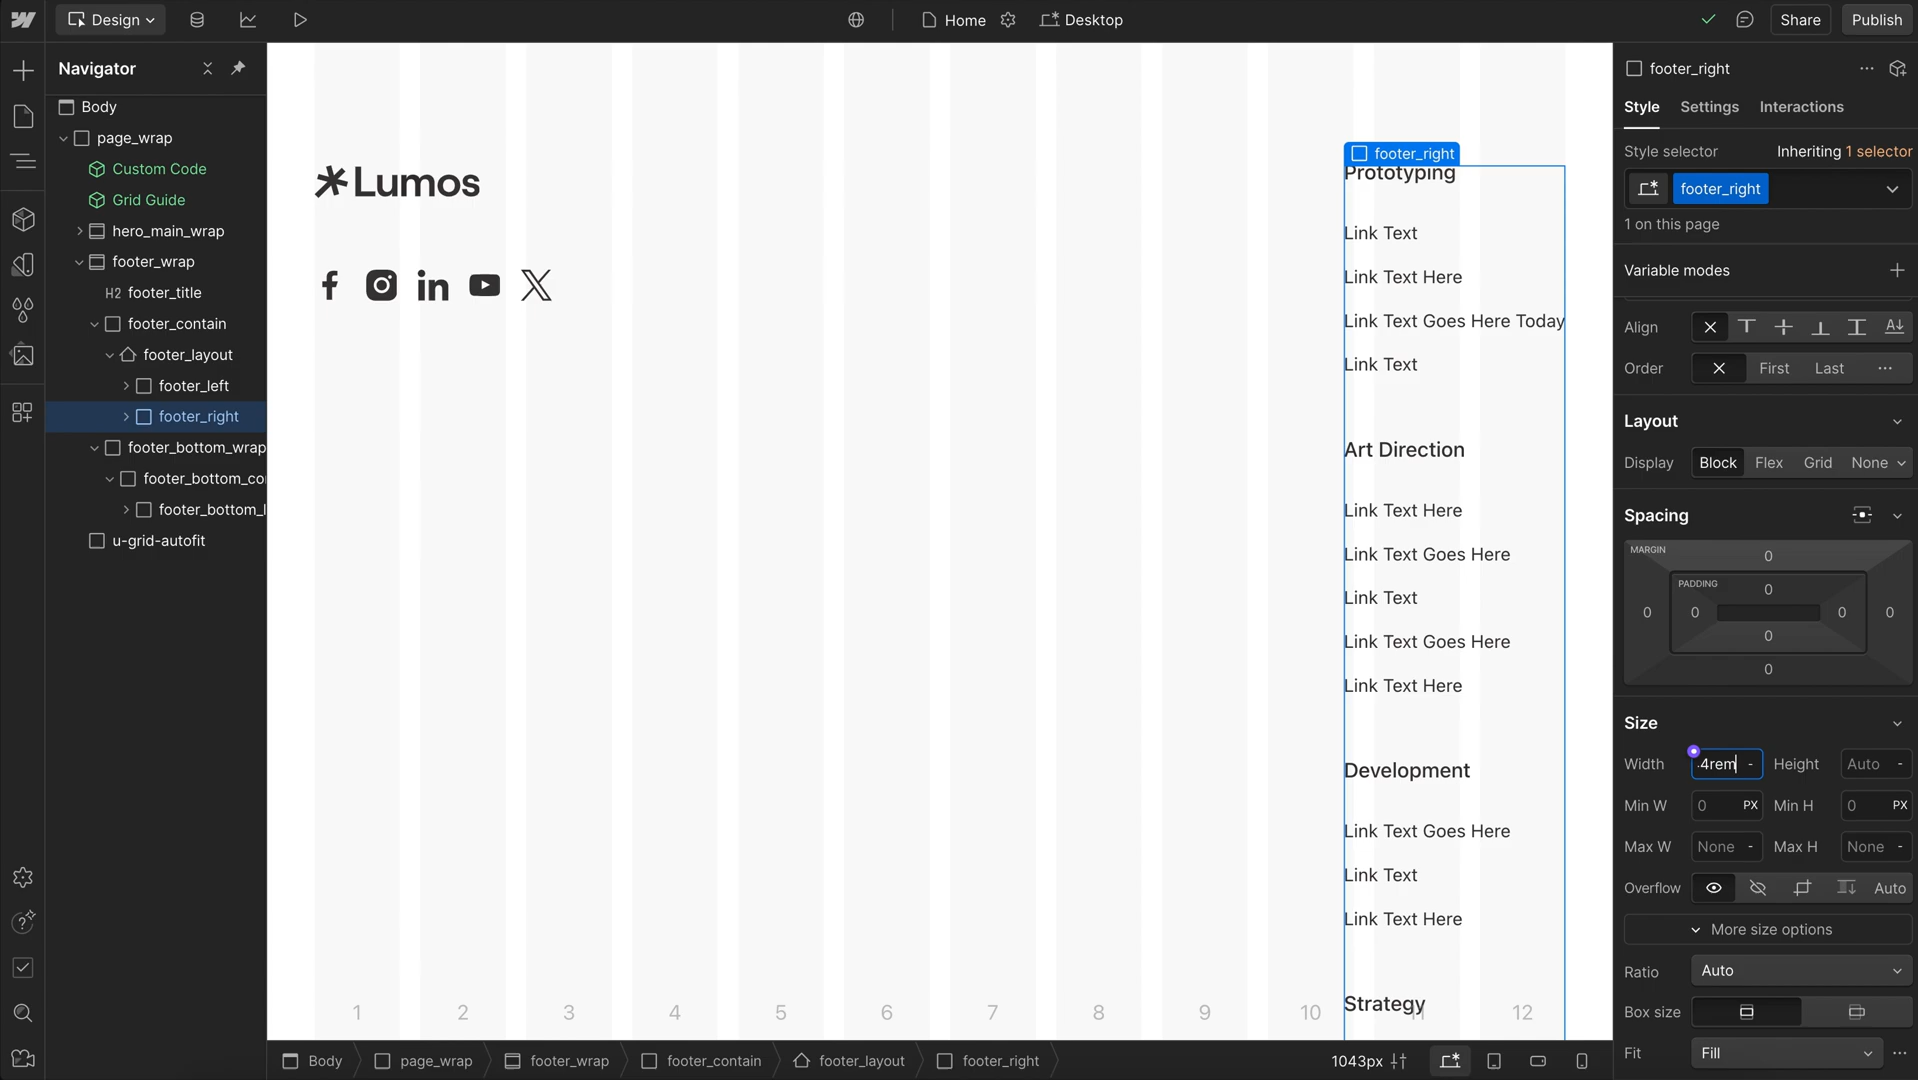 Design
Home
Desktop
Share
Publish
Navigator
Body
page_wrap
Custom Code
Grid Guide
hero_main_wrap
footer_wrap
H2 footer_title
footer_contain
footer_layout
footer_left
footer_right
footer_bottom_wrap
footer_bottom_co
footer_bottom_l
u-grid-autofit
Lumos
footer_right
Prototyping
Link Text
Link Text Here
Link Text Goes Here Today
Link Text
Art Direction
Link Text Here
Link Text Goes Here
Link Text
Link Text Goes Here
Link Text Here
Development
Link Text Goes Here
Link Text
Link Text Here
Strategy
1 2 3 4 5 6 7 8 9 10 11 12
Body
page_wrap
footer_wrap
footer_contain
footer_layout
footer_right
1043px
footer_right
Style Settings Interactions
Style selector Inheriting 1 selector
footer_right
1 on this page
Variable modes
Align
Order First Last
Layout
Display Block Flex Grid None
Spacing
MARGIN
0
PADDING
0
0 0 0 0
0
0
Size
Width .4rem - Height Auto -
Min W 0 PX Min H 0 PX
Max W None - Max H None -
Overflow Auto
More size options
Ratio Auto
Box size
Fit Fill